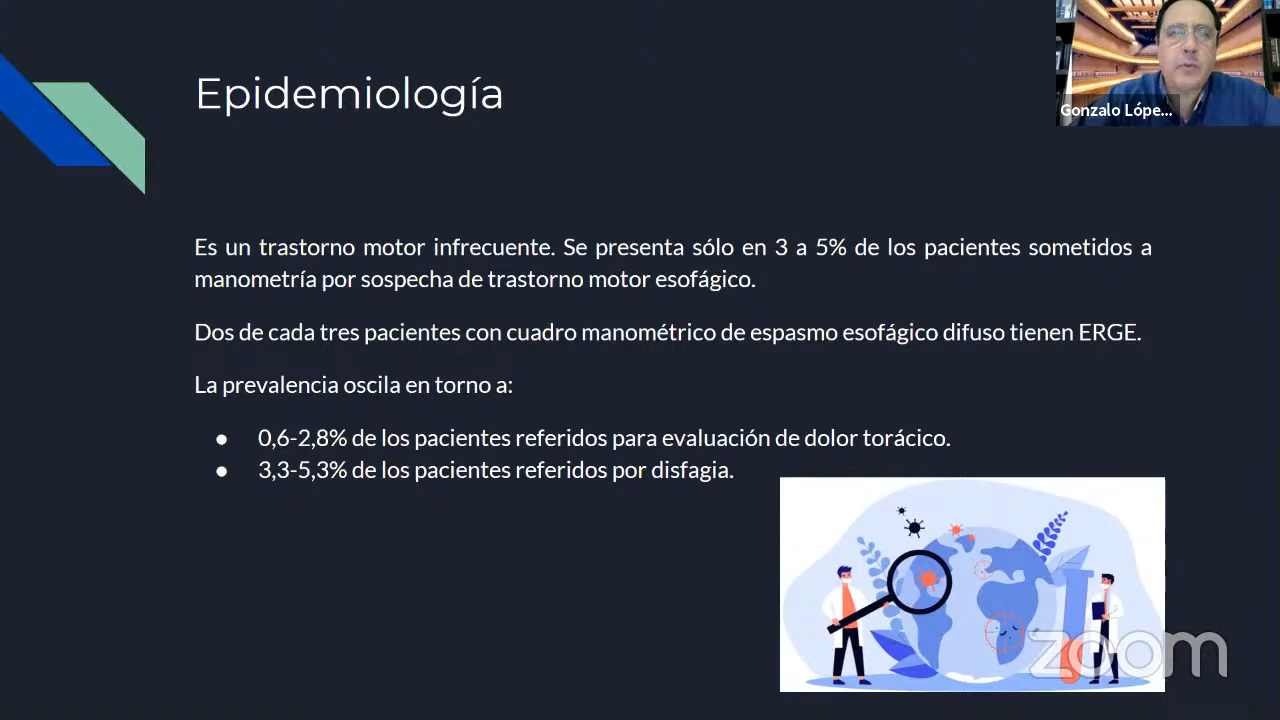 Epidemiología
Gonzalo Lópe...
Es un trastorno motor infrecuente. Se presenta sólo en 3 a 5% de los pacientes sometidos a
manometría por sospecha de trastorno motor esofágico.
Dos de cada tres pacientes con cuadro manométrico de espasmo esofágico difuso tienen ERGE.
La prevalencia oscila en torno a:
● 0,6-2,8% de los pacientes referidos para evaluación de dolor torácico.
● 3,3-5,3% de los pacientes referidos por disfagia.
zoom